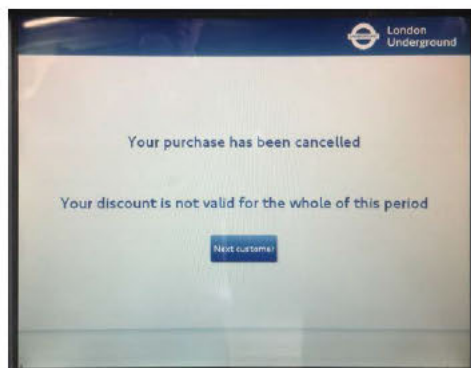 London
Underground
Your purchase has been cancelled
Your discount is not valid for the whole of this period
Next customer